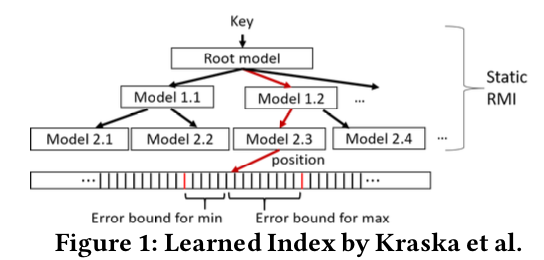 Key
Root model
Static
RMI
Model 1.1
Model 1.2
...
Model 2.1
Model 2.2
Model 2.3
Model 2.4
...
position
...
...
Error bound for min
Error bound for max
Figure 1: Learned Index by Kraska et al.